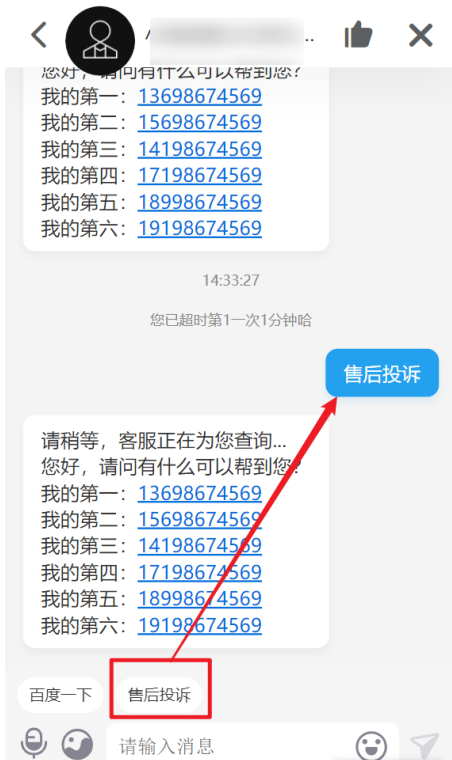 您好，请问有什么可以帮到您?
我的第一：13698674569
我的第二：15698674569
我的第三：14198674569
我的第四：17198674569
我的第五：18998674569
我的第六：19198674569
14:33:27
您已超时第1一次1分钟哈
售后投诉
请稍等，客服正在为您查询...
您好，请问有什么可以帮到您?
我的第一：13698674569
我的第二：15698674569
我的第三：14198674569
我的第四：17198674569
我的第五：18998674569
我的第六：19198674569
百度一下 售后投诉
请输入消息